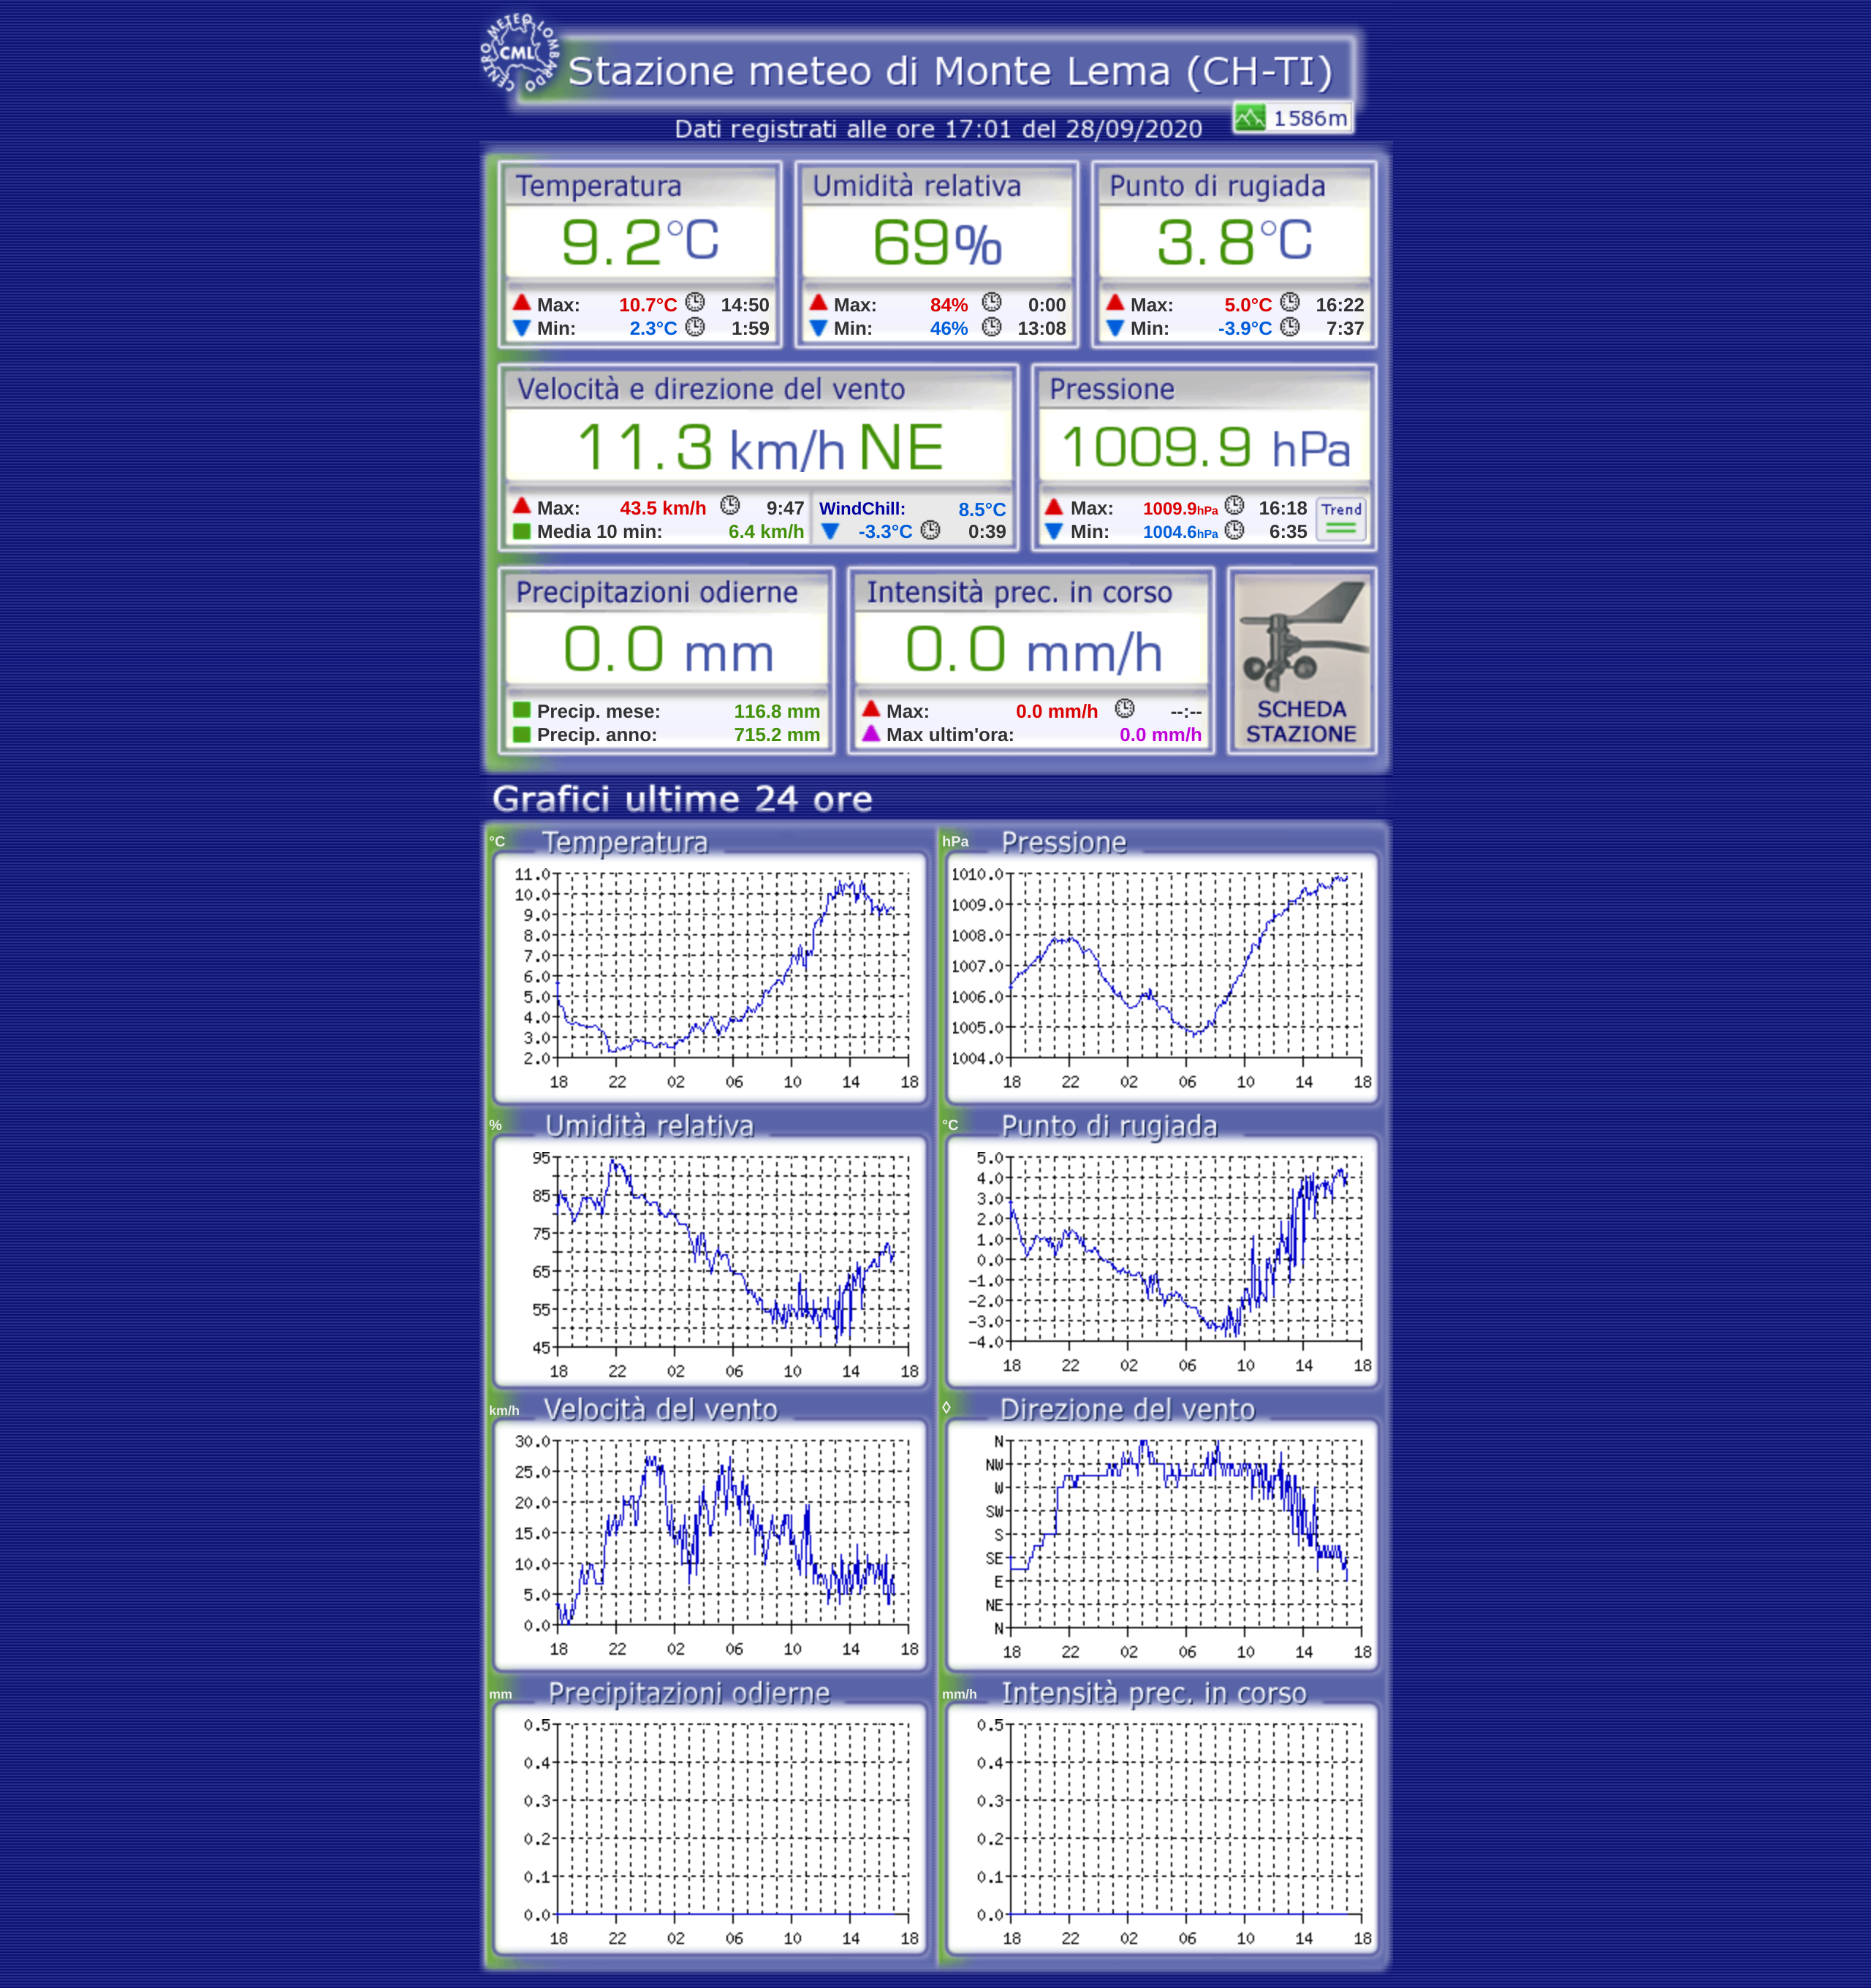 CENTRO METEO LOMBARDO
CML
Stazione meteo di Monte Lema (CH-TI)
1586m
Dati registrati alle ore 17:01 del 28/09/2020
Temperatura Umidità relativa Punto di rugiada
9.2°C 69% 3.8°C
Max: 10.7°C 14:50 Max: 84% 0:00 Max: 5.0°C 16:22
Min: 2.3°C 1:59 Min: 46% 13:08 Min: -3.9°C 7:37
Velocità e direzione del vento Pressione
11.3 km/h NE 1009.9 hPa
Max: 43.5 km/h 9:47 WindChill: 8.5°C Max: 1009.9hPa 16:18 Trend
Media 10 min: 6.4 km/h -3.3°C 0:39 Min: 1004.6hPa 6:35
Precipitazioni odierne Intensità prec. in corso
0.0 mm 0.0 mm/h
Precip. mese: 116.8 mm Max: 0.0 mm/h --:-- SCHEDA
Precip. anno: 715.2 mm Max ultim'ora: 0.0 mm/h STAZIONE
Grafici ultime 24 ore
°C Temperatura
11.0
10.0
9.0
8.0
7.0
6.0
5.0
4.0
3.0
2.0
18 22 02 06 10 14 18
hPa Pressione
1010.0
1009.0
1008.0
1007.0
1006.0
1005.0
1004.0
18 22 02 06 10 14 18
% Umidità relativa
95
85
75
65
55
45
18 22 02 06 10 14 18
°C Punto di rugiada
5.0
4.0
3.0
2.0
1.0
0.0
-1.0
-2.0
-3.0
-4.0
18 22 02 06 10 14 18
km/h Velocità del vento
30.0
25.0
20.0
15.0
10.0
5.0
0.0
18 22 02 06 10 14 18
◊ Direzione del vento
N
NW
W
SW
S
SE
E
NE
N
18 22 02 06 10 14 18
mm Precipitazioni odierne
0.5
0.4
0.3
0.2
0.1
0.0
18 22 02 06 10 14 18
mm/h Intensità prec. in corso
0.5
0.4
0.3
0.2
0.1
0.0
18 22 02 06 10 14 18